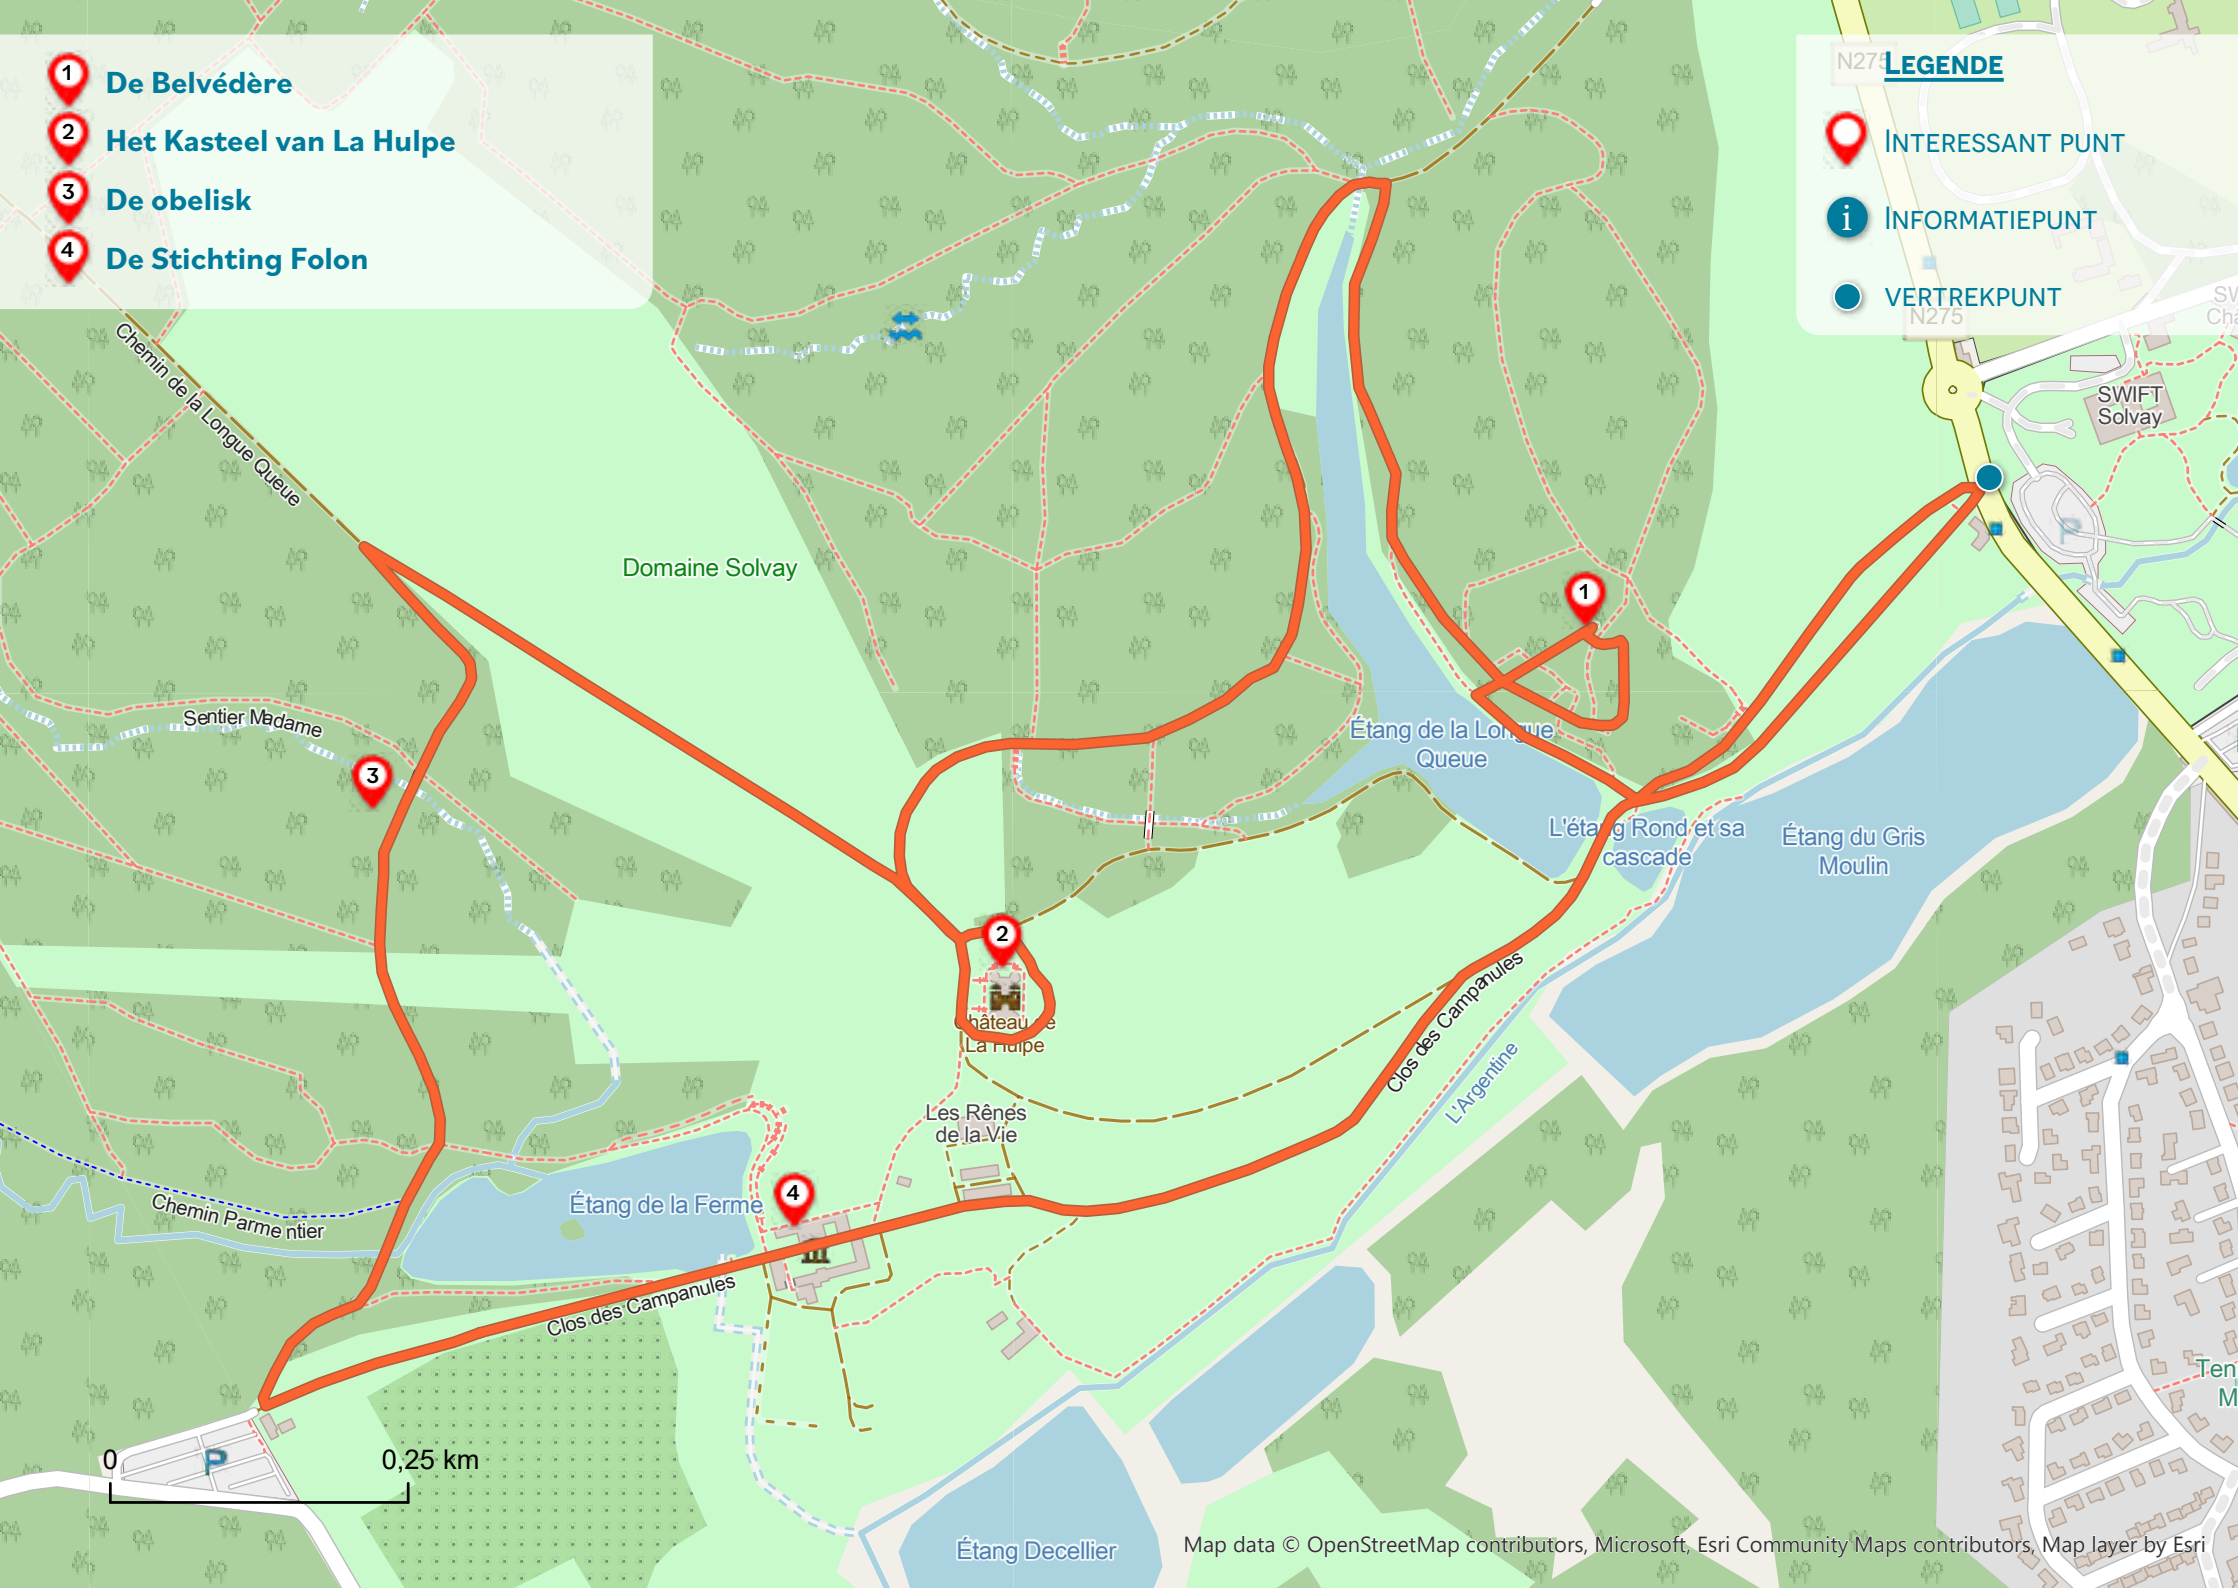 1 De Belvédère
2 Het Kasteel van La Hulpe
3 De obelisk
4 De Stichting Folon
LEGENDE
INTERESSANT PUNT
i INFORMATIEPUNT
VERTREKPUNT
N275
N275
SWIFT
Solvay
P
Chemin de la Longue Queue
Domaine Solvay
1
Sentier Madame
3
Étang de la Longue
Queue
L'étang Rond et sa
cascade
Étang du Gris
Moulin
2
Château de
La Hulpe
Clos des Campanules
L'Argentine
Les Rênes
de la Vie
4
Étang de la Ferme
Chemin Parmentier
Clos des Campanules
P
0 0,25 km
Étang Decellier
Map data © OpenStreetMap contributors, Microsoft, Esri Community Maps contributors, Map layer by Esri